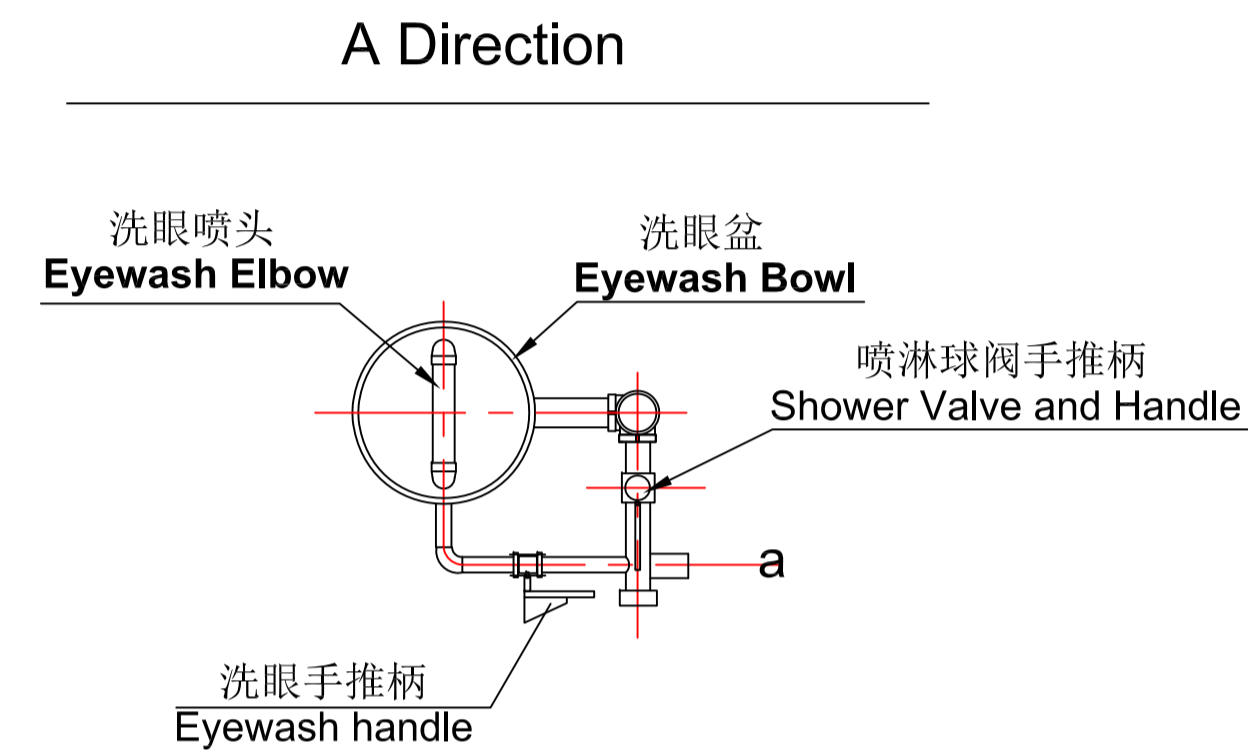 A Direction
洗眼喷头
Eyewash Elbow
洗眼盆
Eyewash Bowl
喷淋球阀手推柄
Shower Valve and Handle
a
洗眼手推柄
Eyewash handle